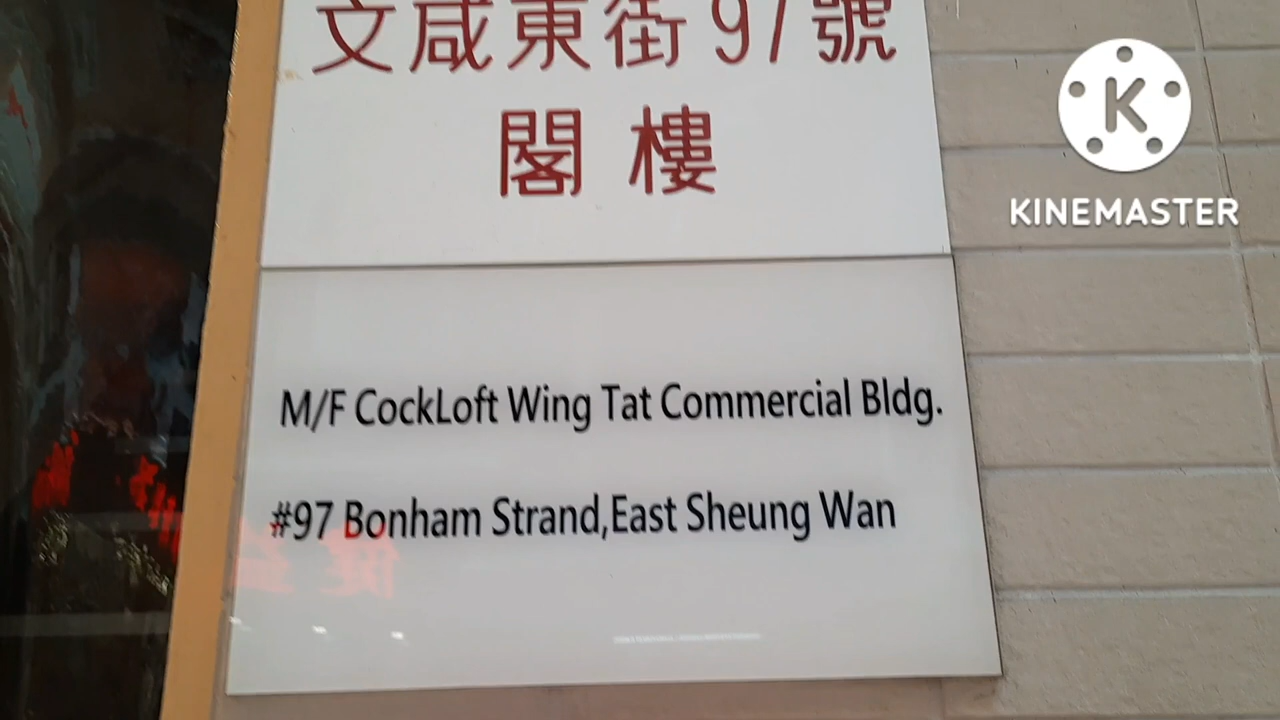 文咸東街97號
閣樓
M/F CockLoft Wing Tat Commercial Bldg.
#97 Bonham Strand,East Sheung Wan
K
KINEMASTER